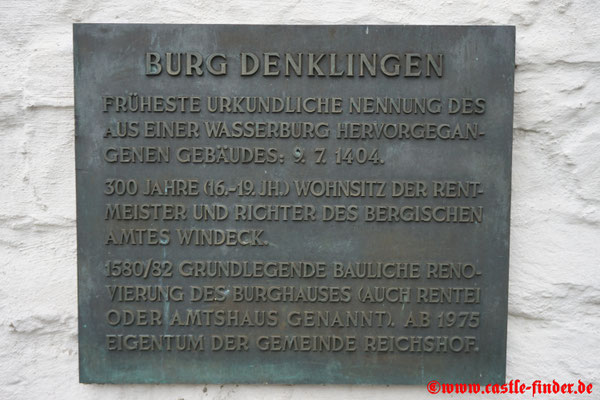 BURG DENKLINGEN
FRÜHESTE URKUNDLICHE NENNUNG DES
AUS EINER WASSERBURG HERVORGEGAN-
GENEN GEBÄUDES: 9. 7. 1404.
300 JAHRE (16.-19. JH.) WOHNSITZ DER RENT-
MEISTER UND RICHTER DES BERGISCHEN
AMTES WINDECK.
1580/82 GRUNDLEGENDE BAULICHE RENO-
VIERUNG DES BURGHAUSES (AUCH RENTEI
ODER AMTSHAUS GENANNT). AB 1975
EIGENTUM DER GEMEINDE REICHSHOF.
©www.castle-finder.de